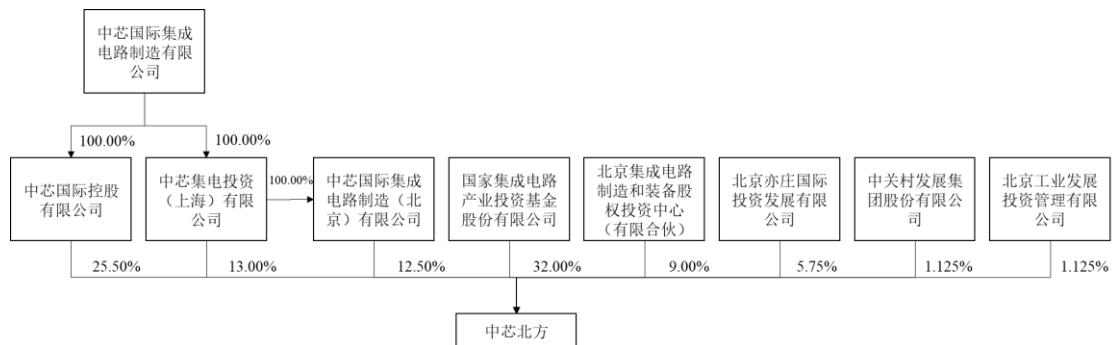 中芯国际集成
电路制造有限
公司
100.00%
100.00%
中芯国际控股
有限公司
中芯集电投资
（上海）有限
公司
100.00%
中芯国际集成
电路制造（北
京）有限公司
国家集成电路
产业投资基金
股份有限公司
北京集成电路
制造和装备股
权投资中心
（有限合伙）
北京亦庄国际
投资发展有限
公司
中关村发展集
团股份有限公
司
北京工业发展
投资管理有限
公司
25.50%
13.00%
12.50%
32.00%
9.00%
5.75%
1.125%
1.125%
中芯北方